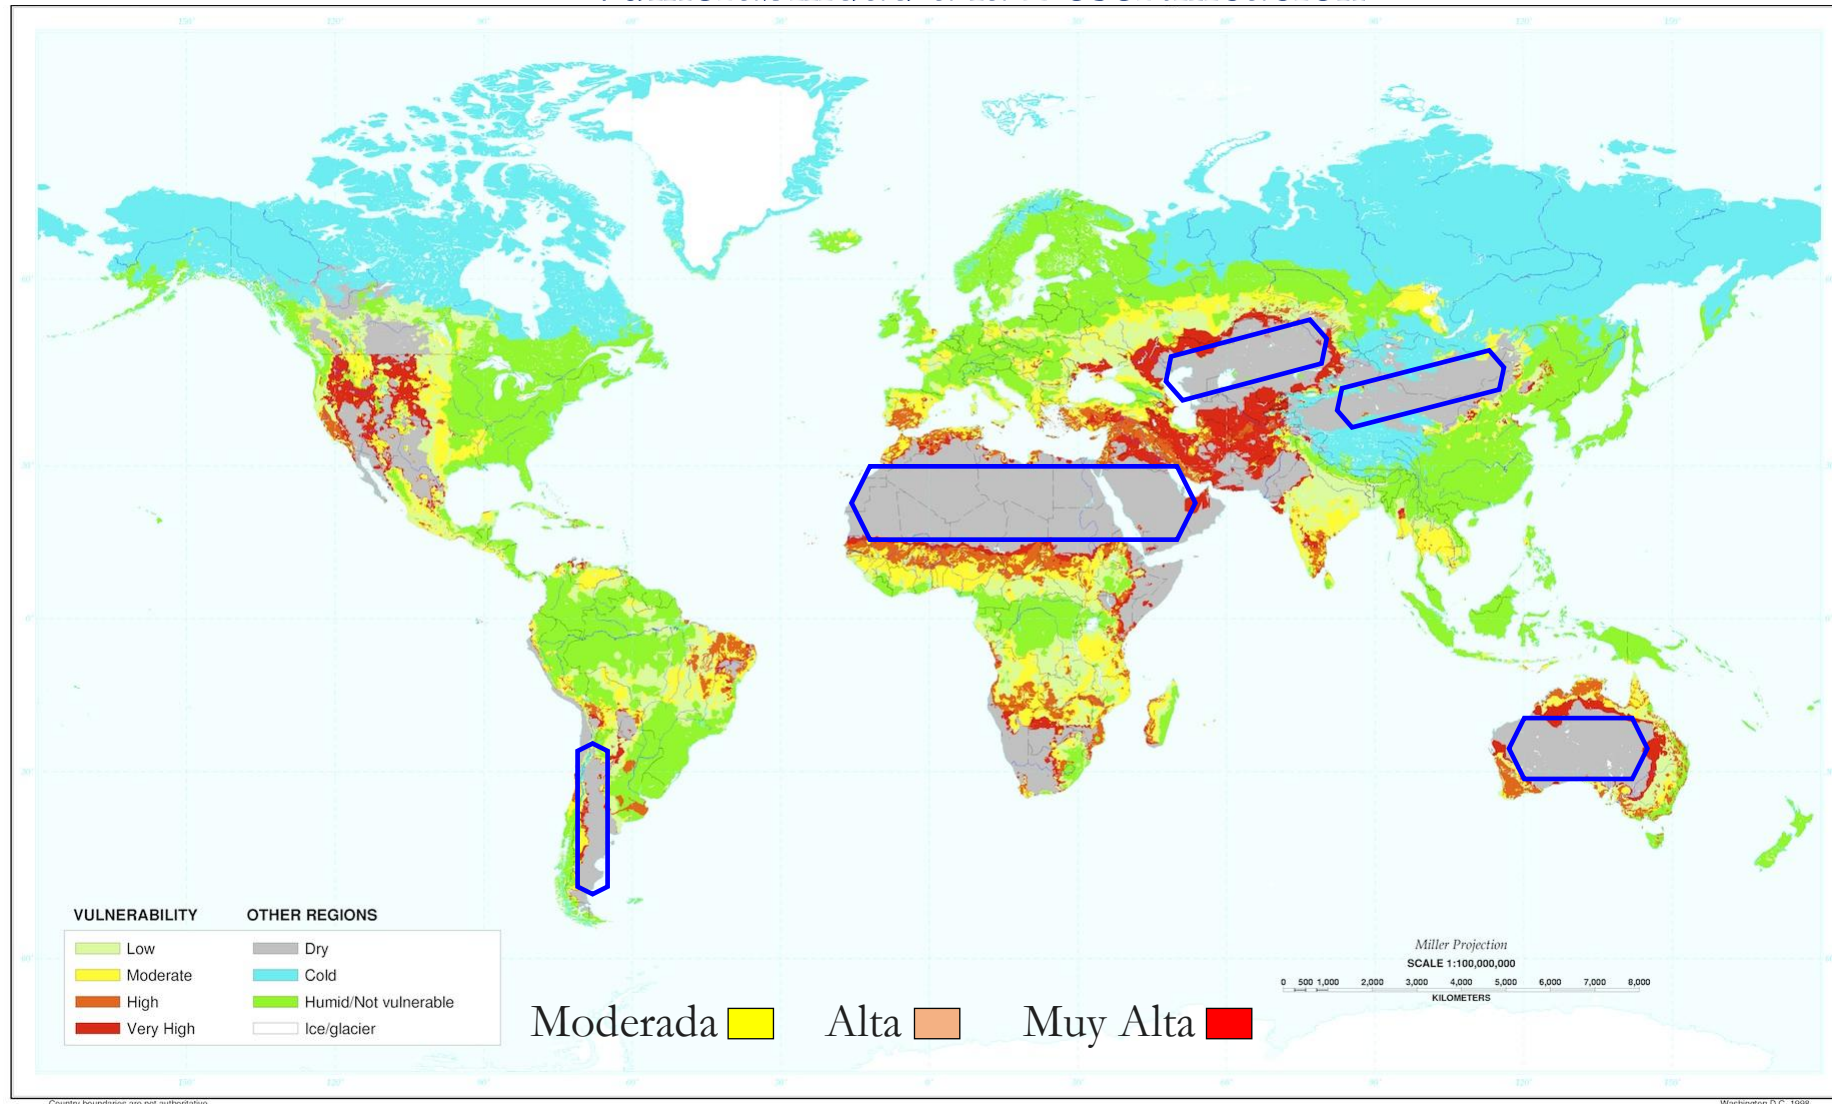 VULNERABILITY
OTHER REGIONS
Low
Moderate
High
Very High
Dry
Cold
Humid/Not vulnerable
Ice/glacier
Moderada
Alta
Muy Alta
Miller Projection
SCALE 1:100,000,000
0 500 1,000 2,000 3,000 4,000 5,000 6,000 7,000 8,000
KILOMETERS